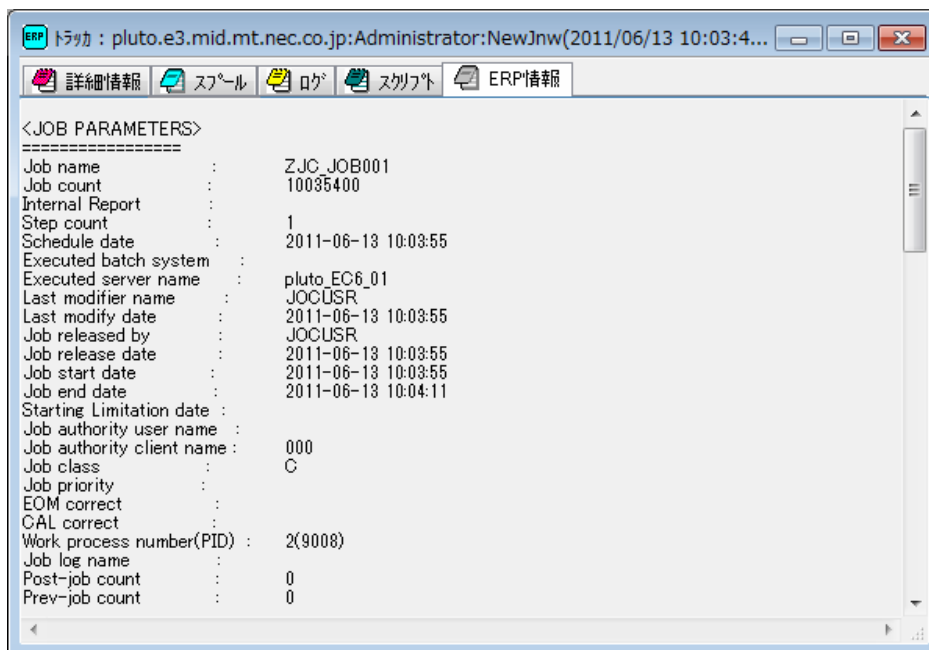 ERP トラッカ : pluto.e3.mid.mt.nec.co.jp:Administrator:NewJnw(2011/06/13 10:03:4...
詳細情報 スプール ログ スクリプト ERP情報
<JOB PARAMETERS>
=================
Job name : ZJC_JOB001
Job count : 10035400
Internal Report :
Step count : 1
Schedule date : 2011-06-13 10:03:55
Executed batch system :
Executed server name : pluto_EC6_01
Last modifier name : JOCUSR
Last modify date : 2011-06-13 10:03:55
Job released by : JOCUSR
Job release date : 2011-06-13 10:03:55
Job start date : 2011-06-13 10:03:55
Job end date : 2011-06-13 10:04:11
Starting Limitation date :
Job authority user name :
Job authority client name : 000
Job class : C
Job priority :
EOM correct :
CAL correct :
Work process number(PID) : 2(9008)
Job log name :
Post-job count : 0
Prev-job count : 0